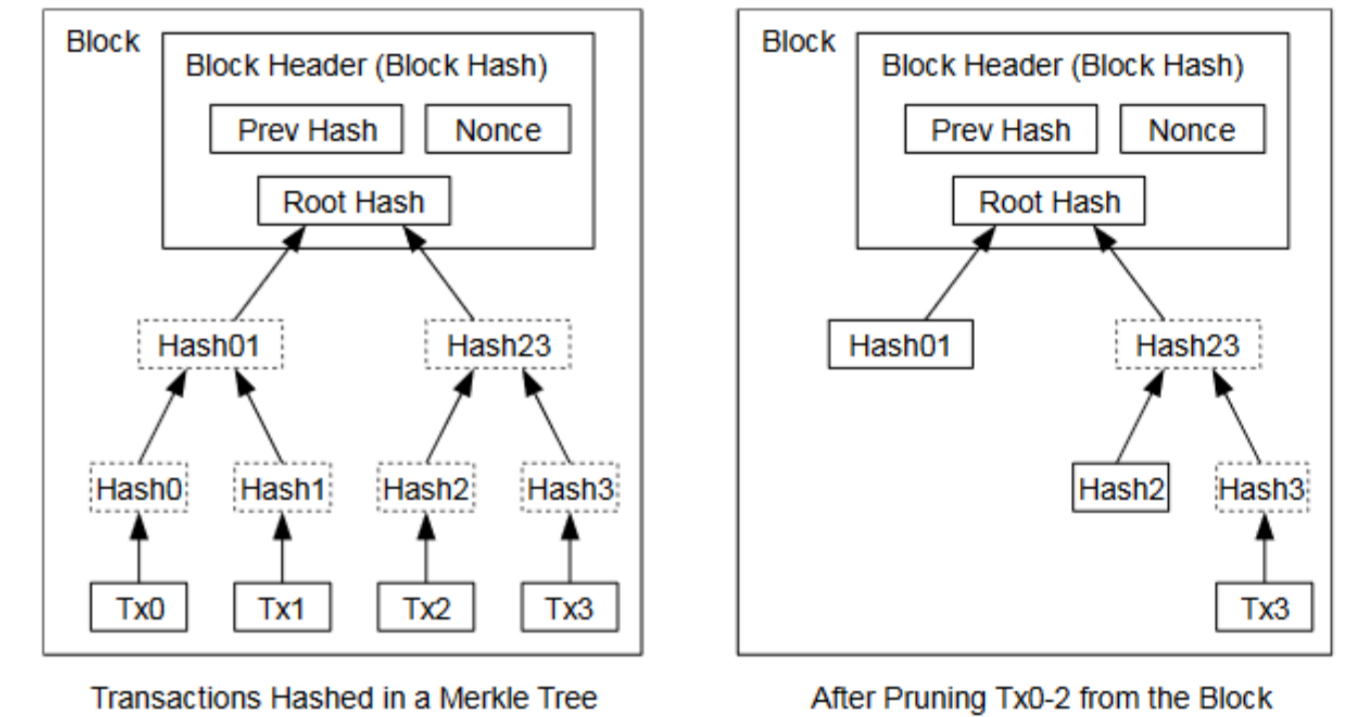 Block
Block Header (Block Hash)
Prev Hash
Nonce
Root Hash
Hash01
Hash23
Hash0
Hash1
Hash2
Hash3
Tx0
Tx1
Tx2
Tx3
Transactions Hashed in a Merkle Tree
Block
Block Header (Block Hash)
Prev Hash
Nonce
Root Hash
Hash01
Hash23
Hash2
Hash3
Tx3
After Pruning Tx0-2 from the Block